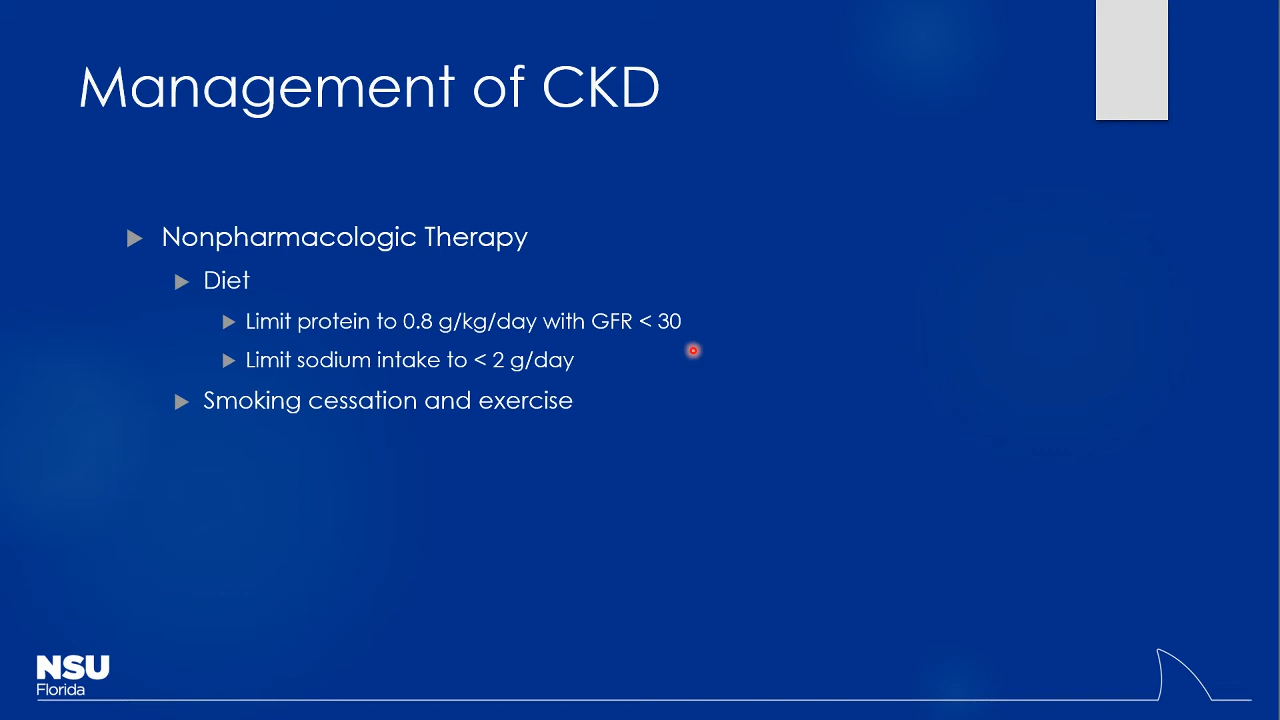 Management of CKD
Nonpharmacologic Therapy
Diet
Limit protein to 0.8 g/kg/day with GFR < 30
Limit sodium intake to < 2 g/day
Smoking cessation and exercise
NSU
Florida